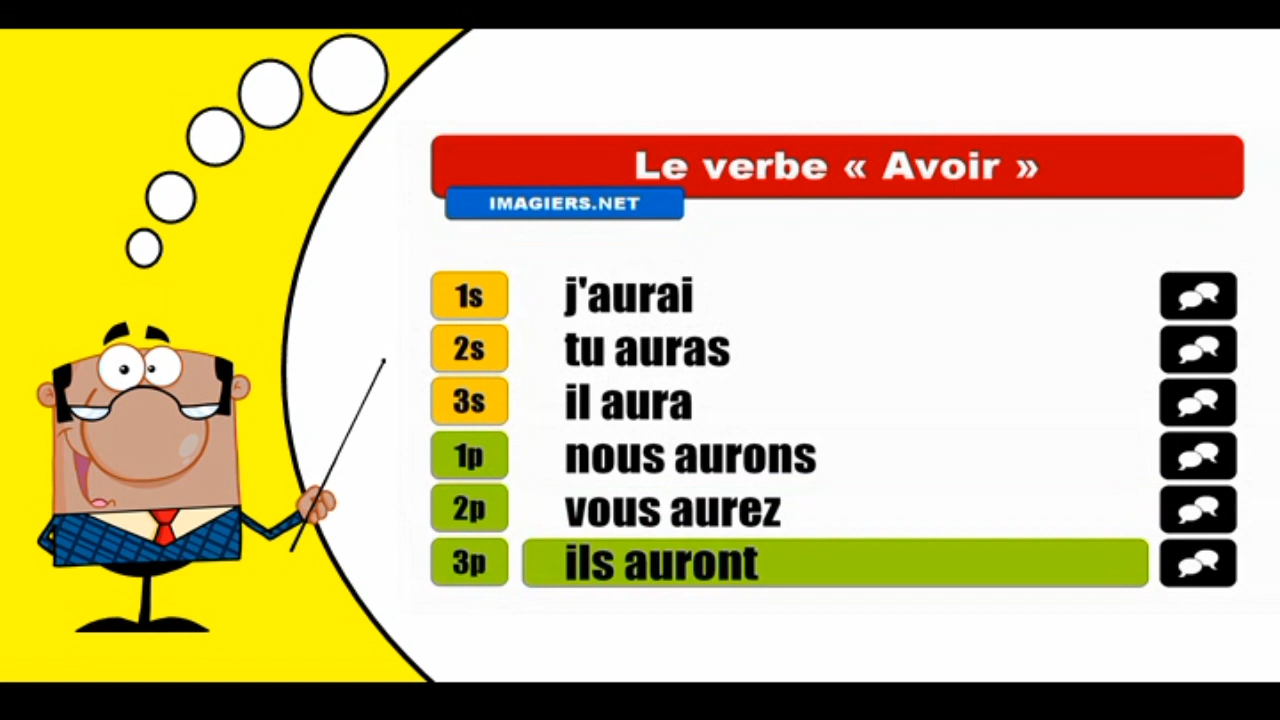 Le verbe « Avoir »
IMAGIERS.NET
1s j'aurai
2s tu auras
3s il aura
1p nous aurons
2p vous aurez
3p ils auront